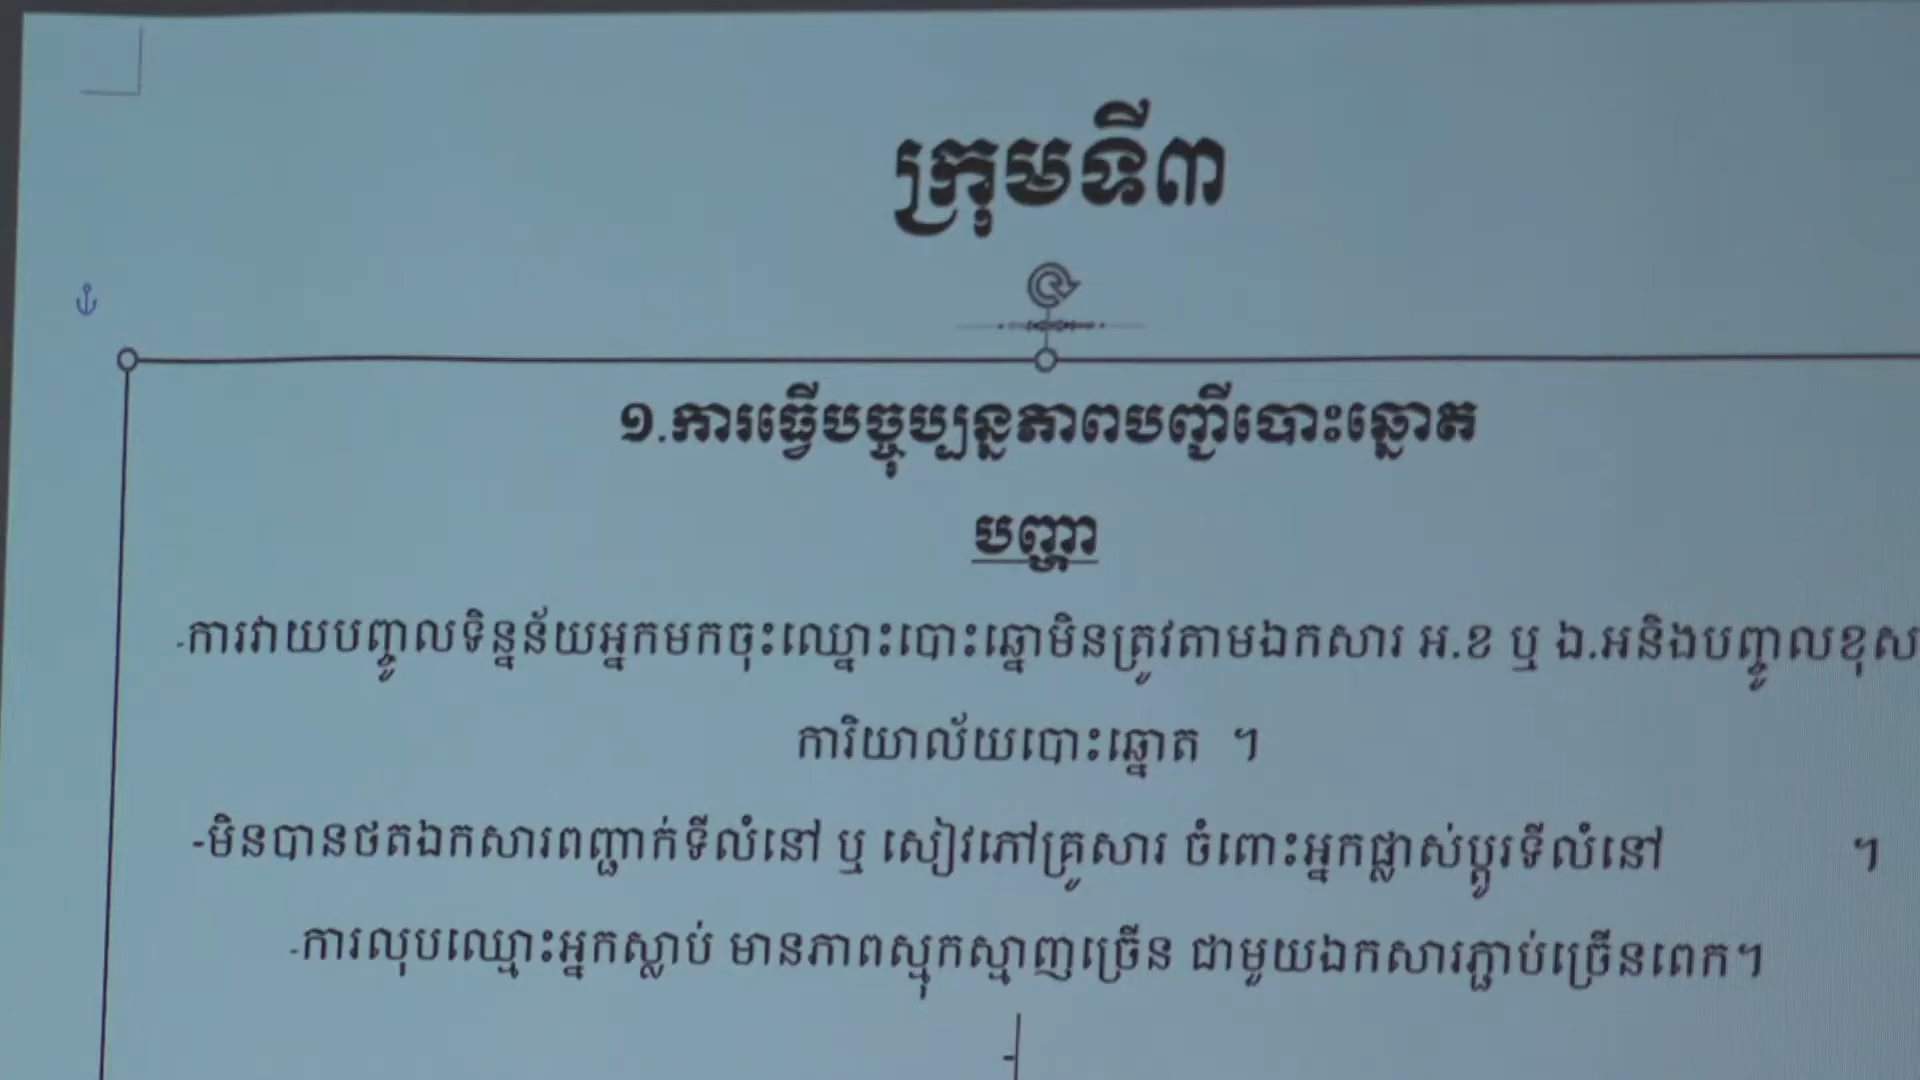 ក្រុមទី៣
១.ការធ្វើបច្ចុប្បន្នភាពបញ្ជីបោះឆ្នោត
បញ្ហា
-ការវាយបញ្ចូលទិន្នន័យអ្នកមកចុះឈ្នោះបោះឆ្នោមិនត្រូវតាមឯកសារ អ.ខ ឬ ឯ.អនិងបញ្ចូលខុស
ការិយាល័យបោះឆ្នោត ។
-មិនបានថតឯកសារពញ្ជាក់ទីលំនៅ ឬ សៀវភៅគ្រួសារ ចំពោះអ្នកផ្លាស់ប្តូរទីលំនៅ ។
-ការលុបឈ្មោះអ្នកស្លាប់ មានភាពស្មុកស្មាញច្រើន ជាមួយឯកសារភ្ជាប់ច្រើនពេក។
-